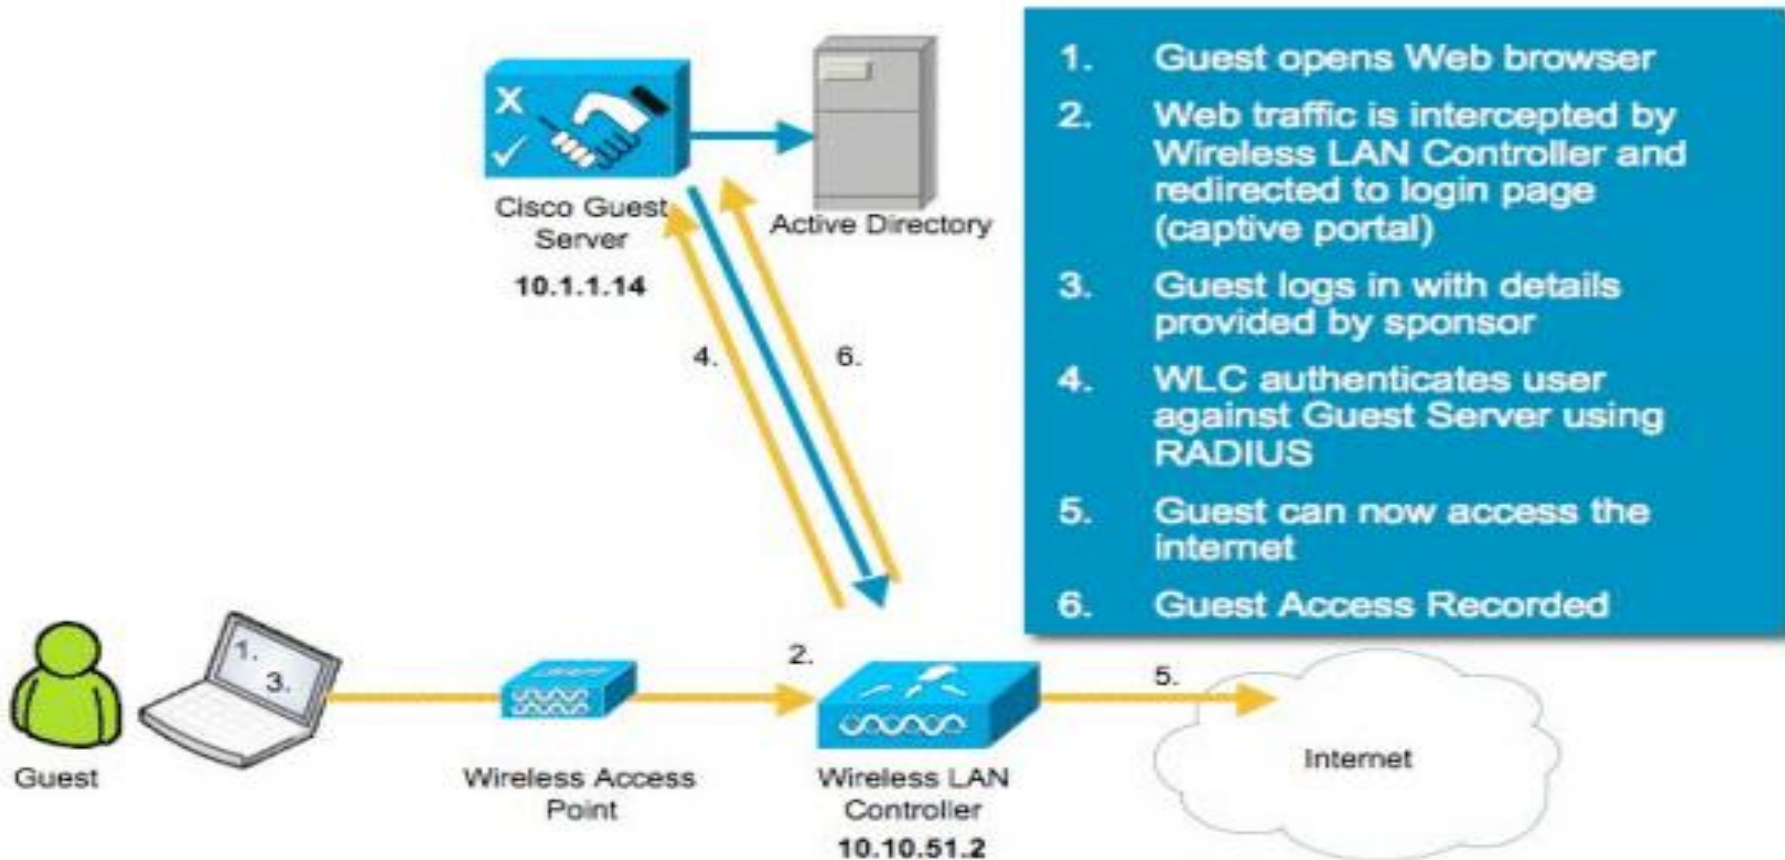 1. Guest opens Web browser
2. Web traffic is intercepted by
Wireless LAN Controller and
redirected to login page
(captive portal)
3. Guest logs in with details
provided by sponsor
4. WLC authenticates user
against Guest Server using
RADIUS
5. Guest can now access the
internet
6. Guest Access Recorded
X
Cisco Guest
Server
10.1.1.14
Active Directory
4.
6.
1.
3.
2.
5.
Guest
Wireless Access
Point
Wireless LAN
Controller
10.10.51.2
Internet